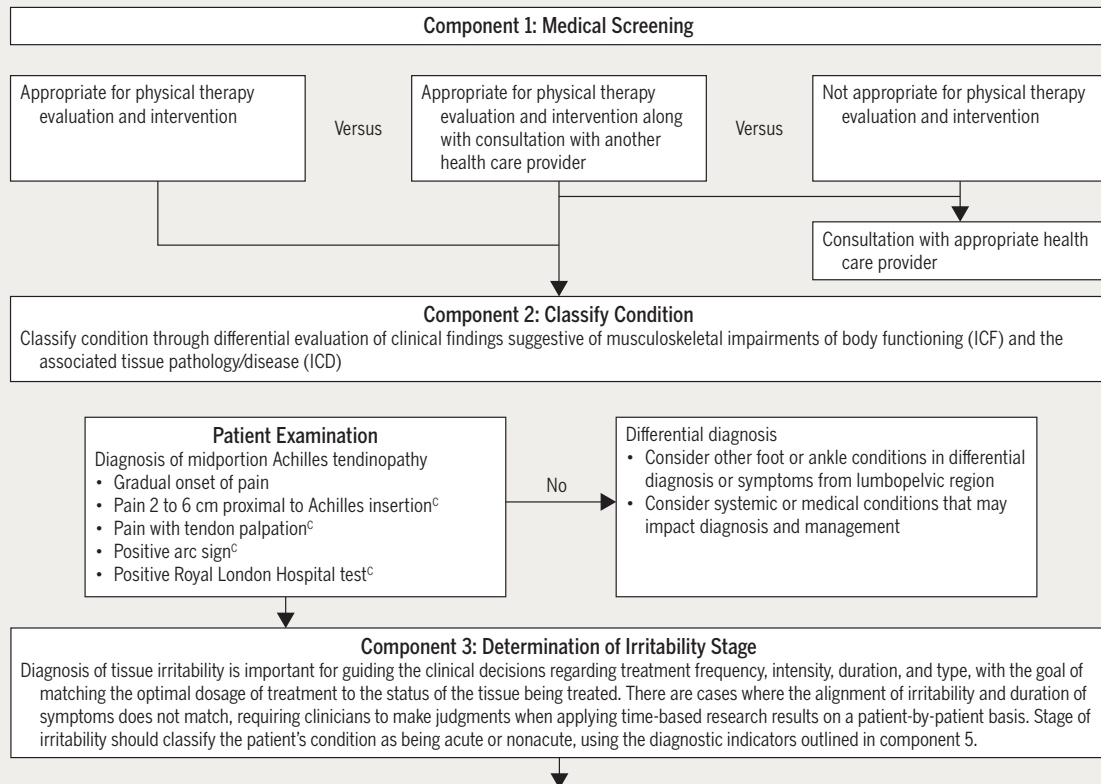 Component 1: Medical Screening
Appropriate for physical therapy
evaluation and intervention
Versus
Appropriate for physical therapy
evaluation and intervention along
with consultation with another
health care provider
Versus
Not appropriate for physical therapy
evaluation and intervention
Consultation with appropriate health
care provider
Component 2: Classify Condition
Classify condition through differential evaluation of clinical findings suggestive of musculoskeletal impairments of body functioning (ICF) and the
associated tissue pathology/disease (ICD)
Patient Examination
Diagnosis of midportion Achilles tendinopathy
• Gradual onset of pain
• Pain 2 to 6 cm proximal to Achilles insertionᶜ
• Pain with tendon palpationᶜ
• Positive arc signᶜ
• Positive Royal London Hospital testᶜ
No
Differential diagnosis
• Consider other foot or ankle conditions in differential
diagnosis or symptoms from lumbopelvic region
• Consider systemic or medical conditions that may
impact diagnosis and management
Component 3: Determination of Irritability Stage
Diagnosis of tissue irritability is important for guiding the clinical decisions regarding treatment frequency, intensity, duration, and type, with the goal of
matching the optimal dosage of treatment to the status of the tissue being treated. There are cases where the alignment of irritability and duration of
symptoms does not match, requiring clinicians to make judgments when applying time-based research results on a patient-by-patient basis. Stage of
irritability should classify the patient's condition as being acute or nonacute, using the diagnostic indicators outlined in component 5.